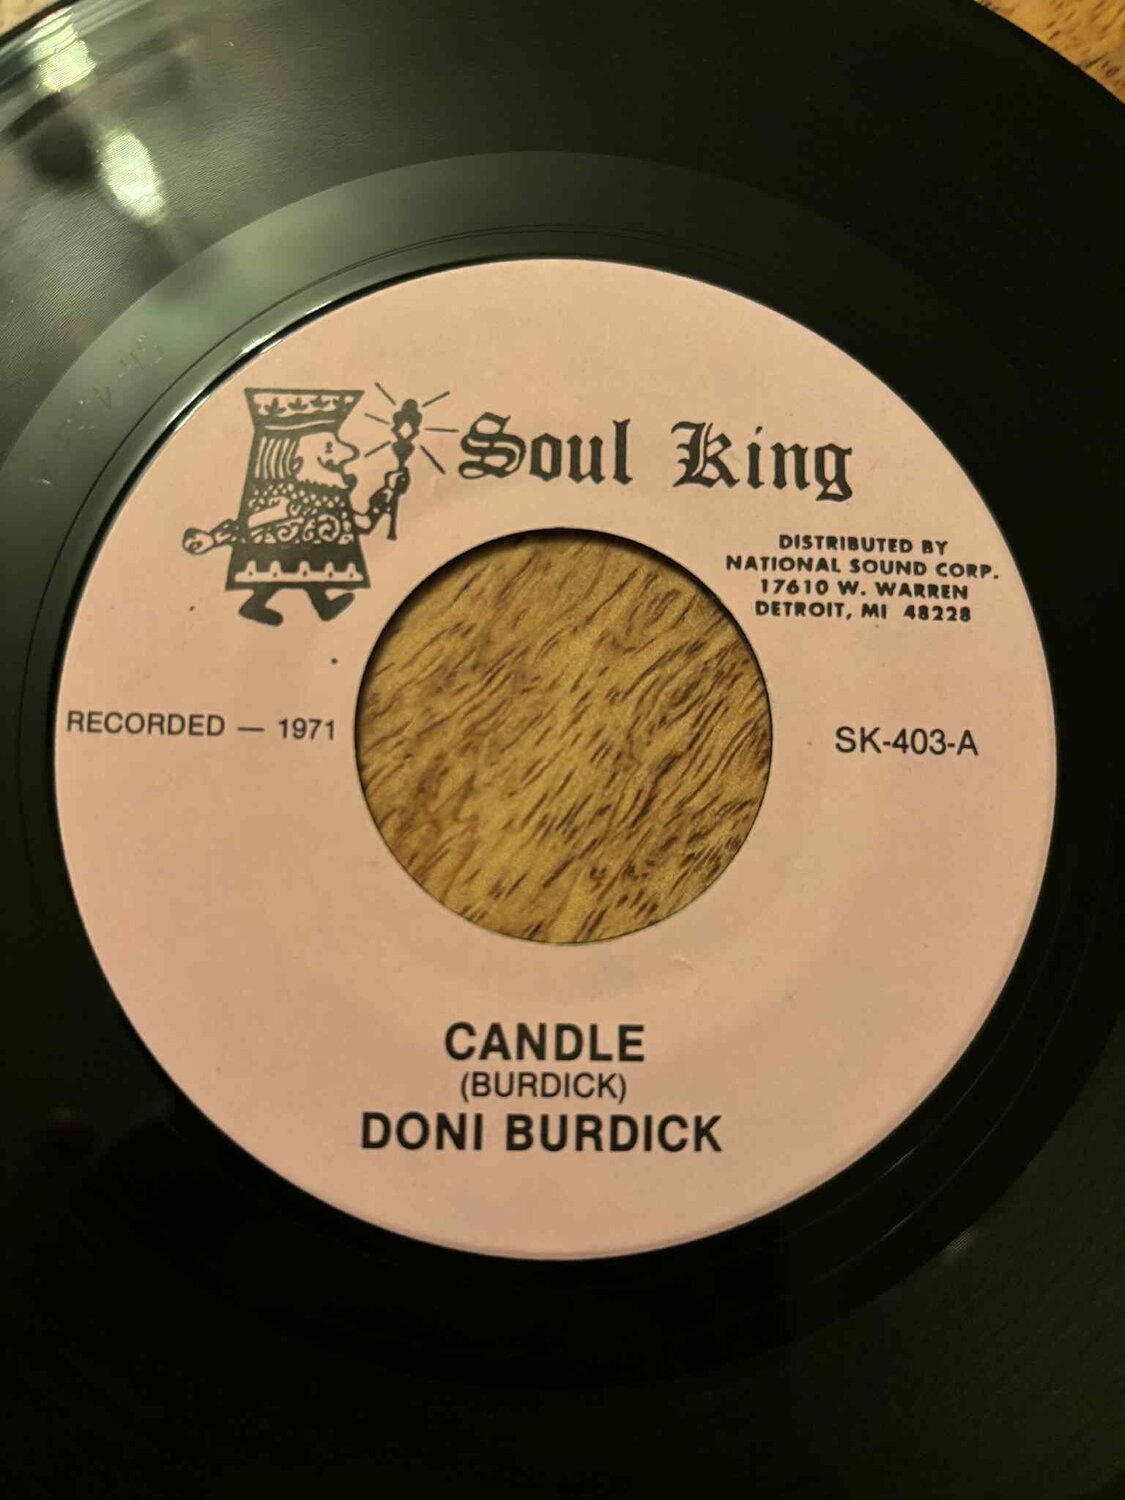 Soul King
DISTRIBUTED BY
NATIONAL SOUND CORP.
17610 W. WARREN
DETROIT, MI 48228
RECORDED — 1971
SK-403-A
CANDLE
(BURDICK)
DONI BURDICK